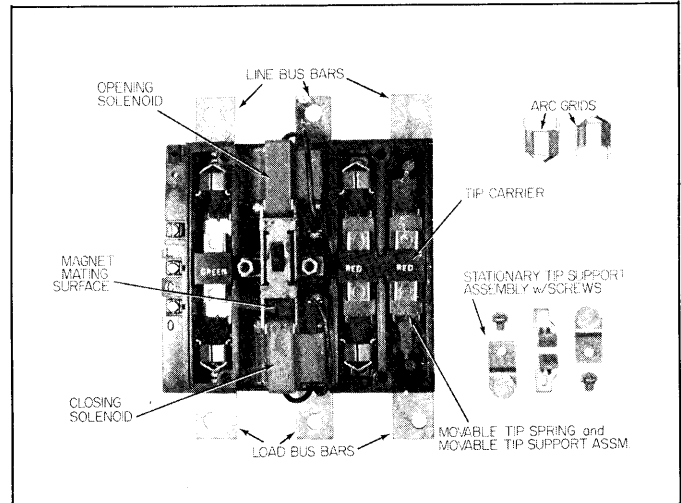 LINE BUS BARS
OPENING
SOLENOID
ARC GRIDS
TIP CARRIER
GREEN
RED
RED
MAGNET
MATING
SURFACE
STATIONARY TIP SUPPORT
ASSEMBLY w/SCREWS
O
CLOSING
SOLENOID
LOAD BUS BARS
MOVABLE TIP SPRING and
MOVABLE TIP SUPPORT ASSM.